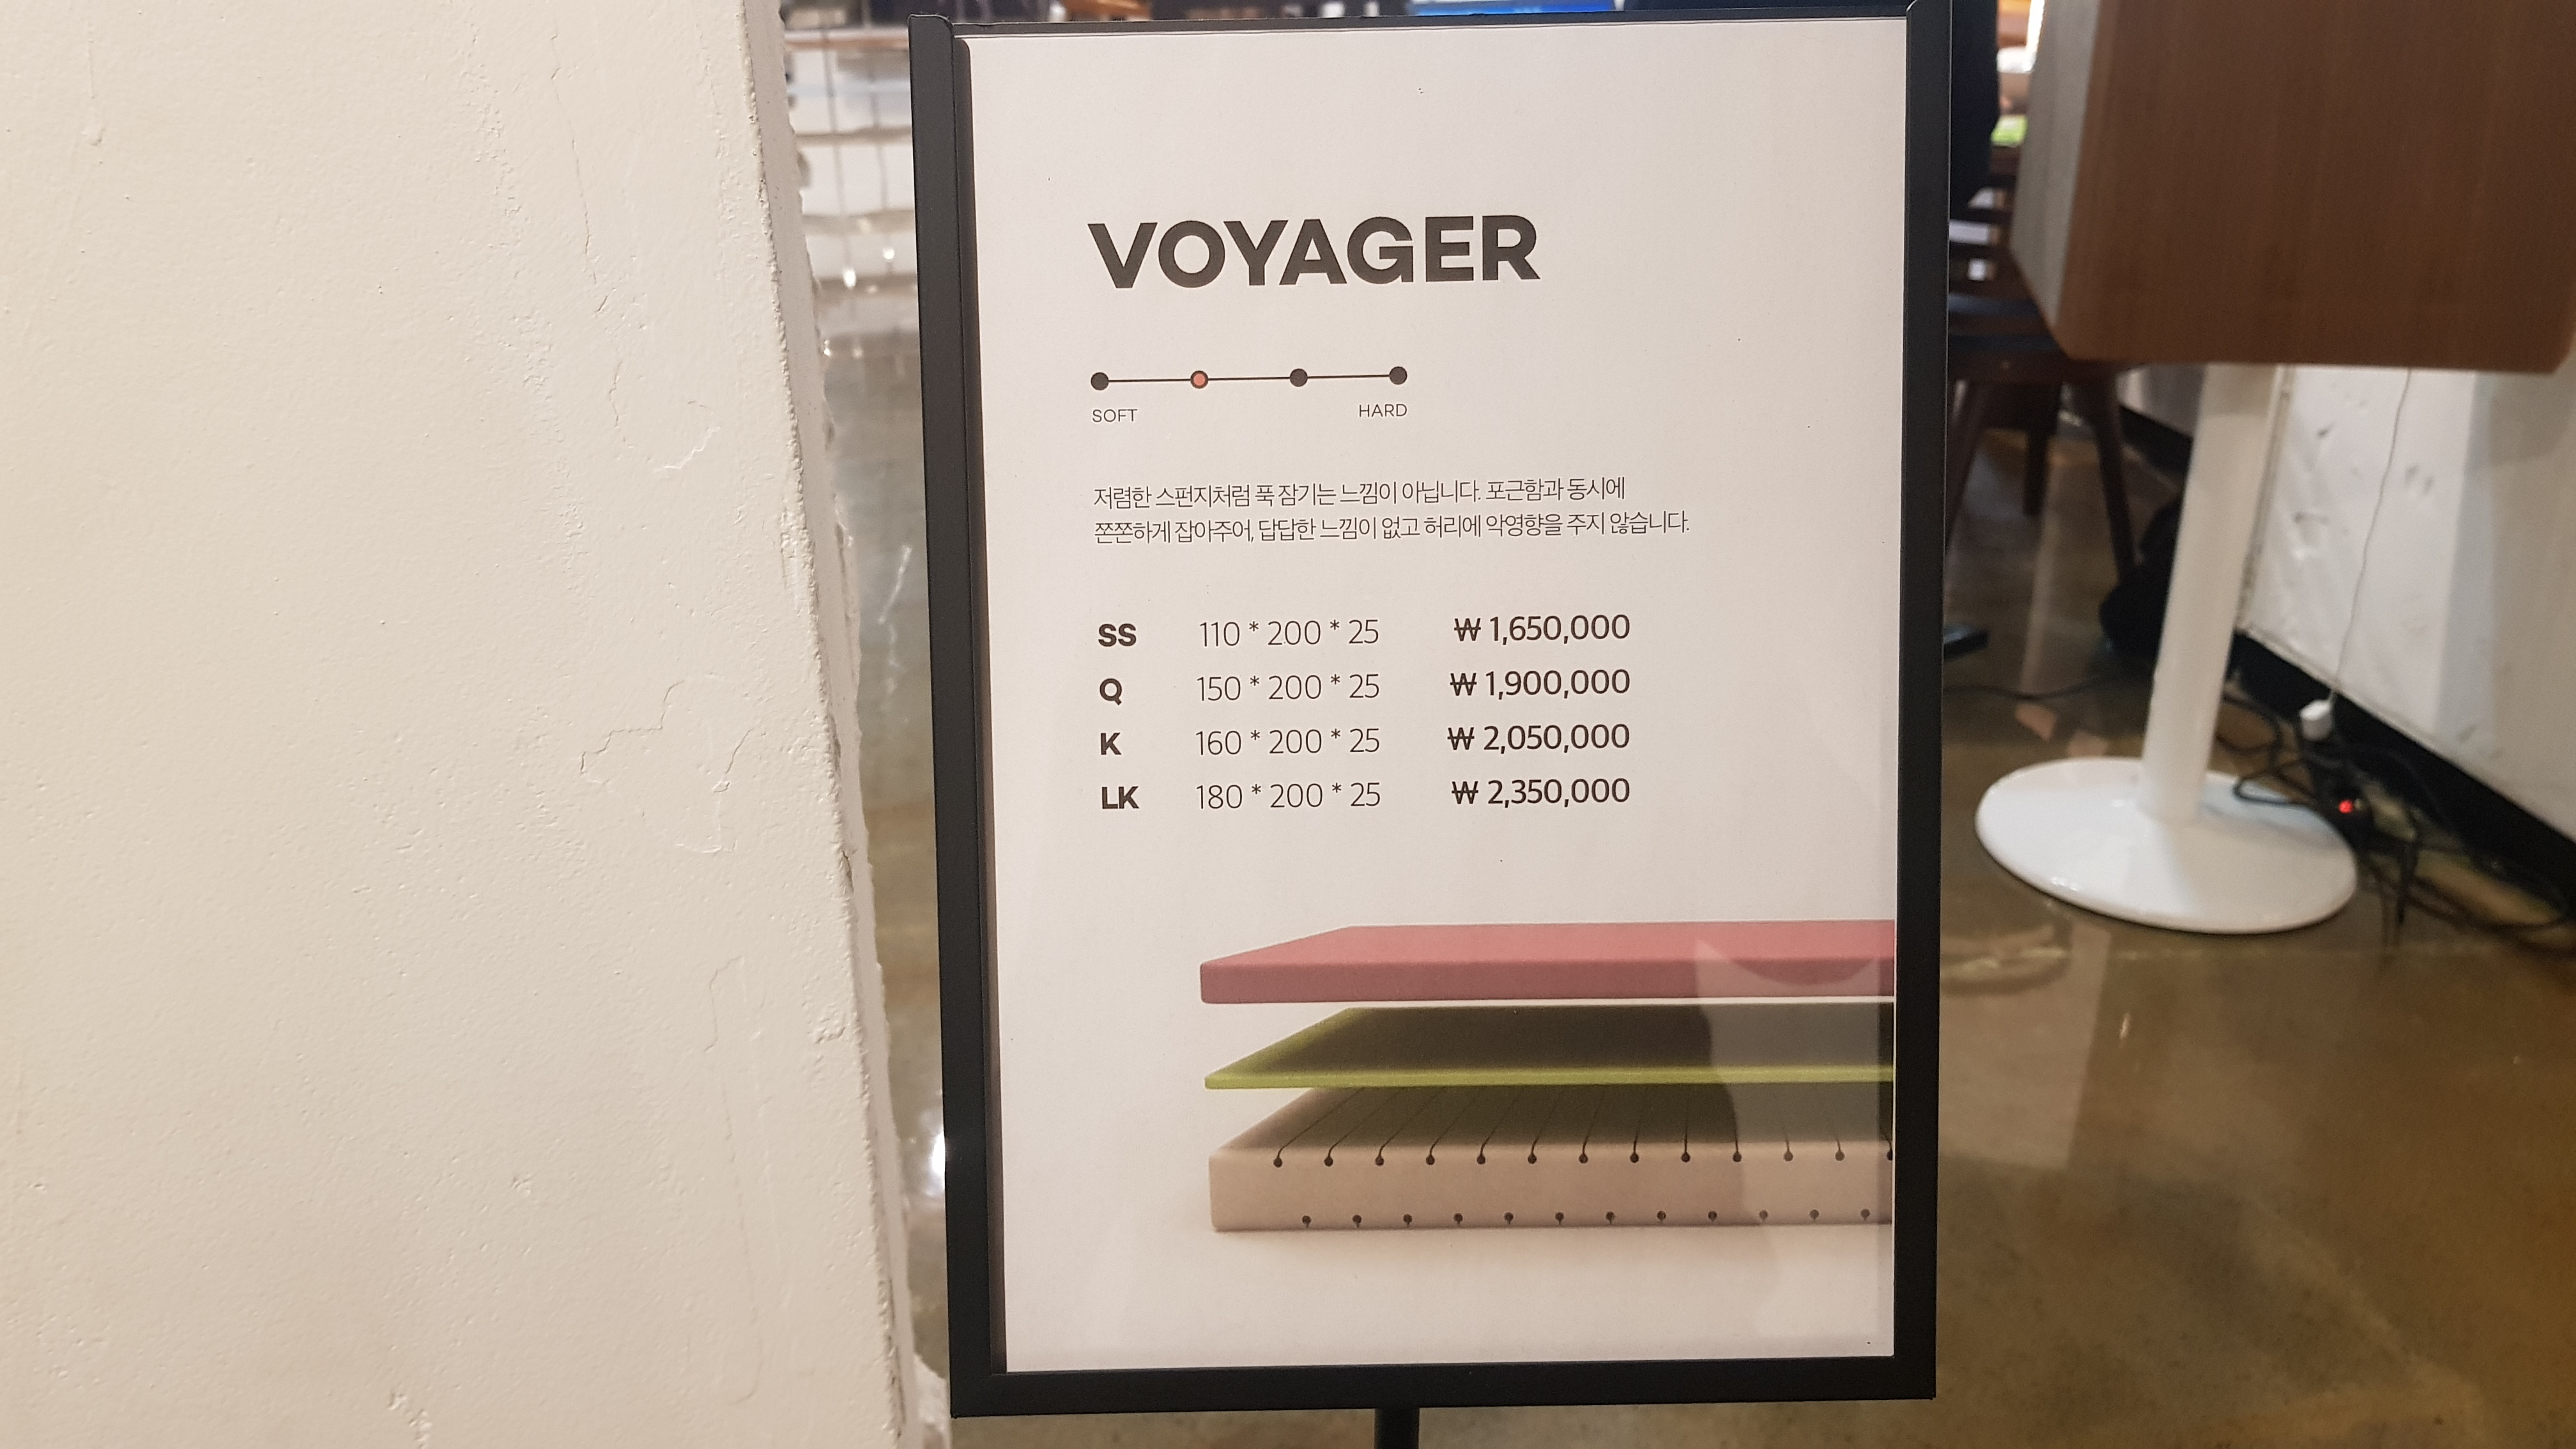 VOYAGER
SOFT HARD
저렴한 스펀지처럼 푹 잠기는 느낌이 아닙니다. 포근함과 동시에
쫀쫀하게 잡아주어, 답답한 느낌이 없고 허리에 악영향을 주지 않습니다.
SS 110 * 200 * 25 ₩ 1,650,000
Q 150 * 200 * 25 ₩ 1,900,000
K 160 * 200 * 25 ₩ 2,050,000
LK 180 * 200 * 25 ₩ 2,350,000